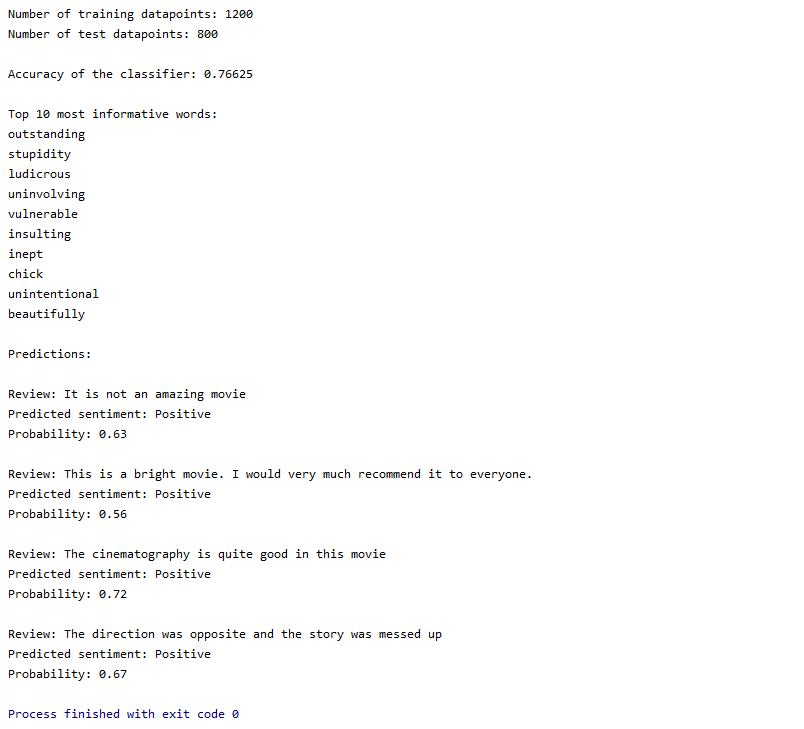 Number of training datapoints: 1200
Number of test datapoints: 800
Accuracy of the classifier: 0.76625
Top 10 most informative words:
outstanding
stupidity
ludicrous
uninvolving
vulnerable
insulting
inept
chick
unintentional
beautifully
Predictions:
Review: It is not an amazing movie
Predicted sentiment: Positive
Probability: 0.63
Review: This is a bright movie. I would very much recommend it to everyone.
Predicted sentiment: Positive
Probability: 0.56
Review: The cinematography is quite good in this movie
Predicted sentiment: Positive
Probability: 0.72
Review: The direction was opposite and the story was messed up
Predicted sentiment: Positive
Probability: 0.67
Process finished with exit code 0